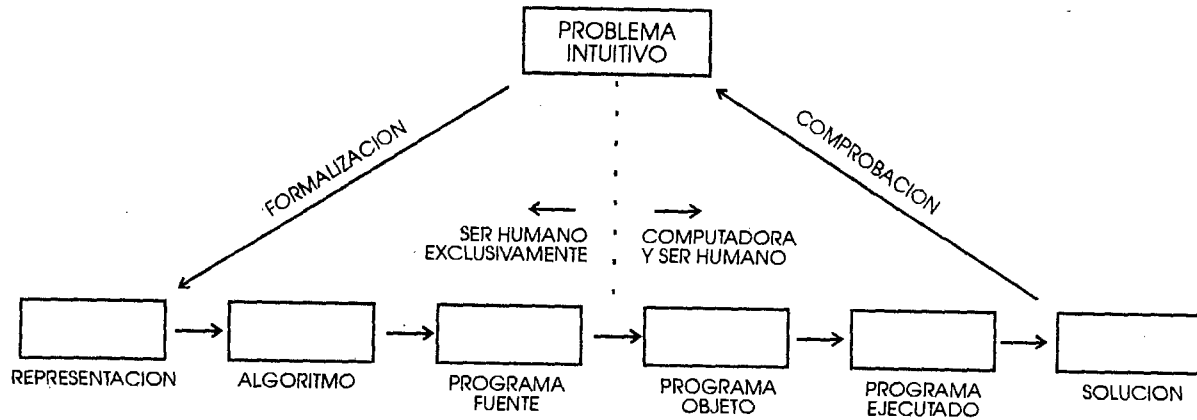 PROBLEMA
INTUITIVO
FORMALIZACION
COMPROBACION
SER HUMANO
EXCLUSIVAMENTE
COMPUTADORA
Y SER HUMANO
REPRESENTACION
ALGORITMO
PROGRAMA
FUENTE
PROGRAMA
OBJETO
PROGRAMA
EJECUTADO
SOLUCION